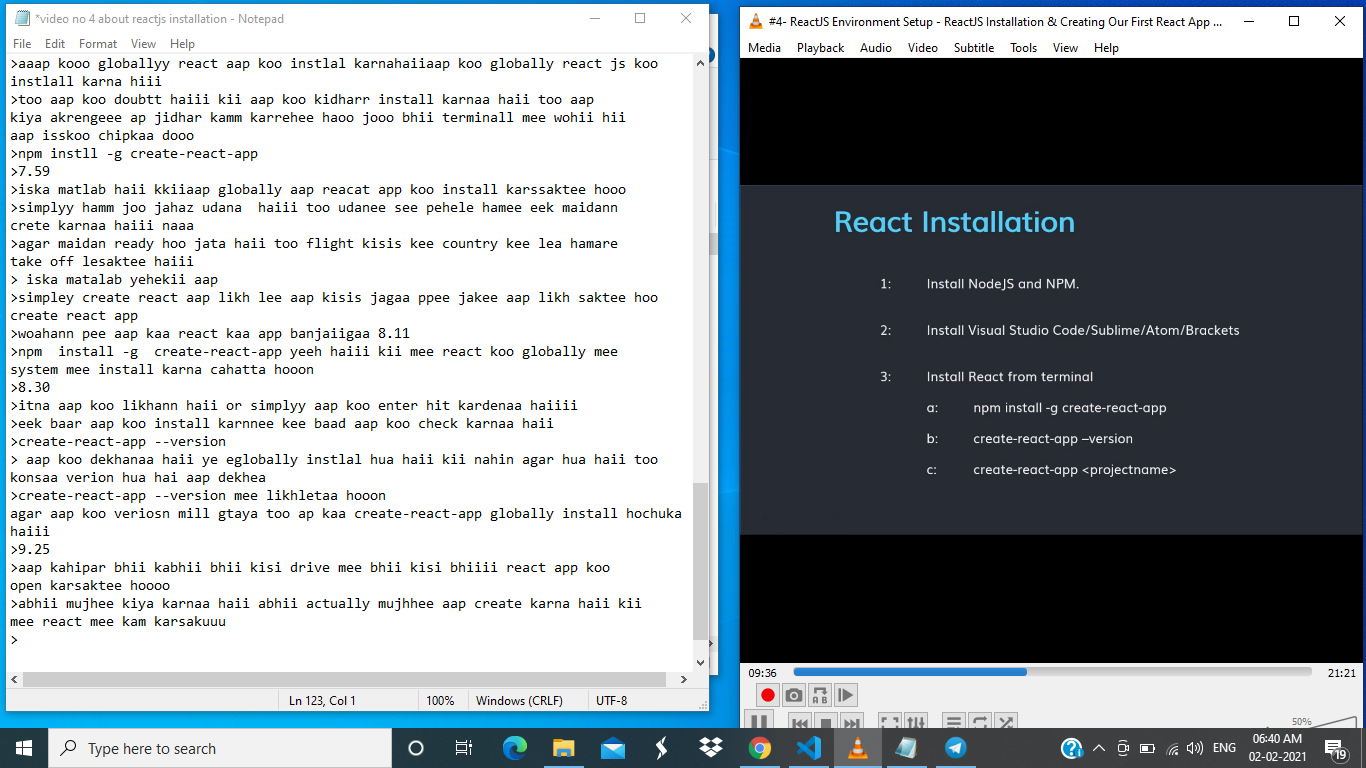 *video no 4 about reactjs installation - Notepad
File Edit Format View Help
>aaap kooo globallyy react aap koo instlal karnahaiiaap koo globally react js koo
instlall karna hiii
>too aap koo doubtt haiii kii aap koo kidharr install karnaa haii too aap
kiya akrengeee ap jidhar kamm karrehee haoo jooo bhii terminall mee wohii hii
aap isskoo chipkaa dooo
>npm instll -g create-react-app
>7.59
>iska matlab haii kkiiaap globally aap reacat app koo install karssaktee hooo
>simplyy hamm joo jahaz udana  haiii too udanee see pehele hamee eek maidann
crete karnaa haiii naaa
>agar maidan ready hoo jata haii too flight kisis kee country kee lea hamare
take off lesaktee haiii
> iska matalab yehekii aap
>simpley create react aap likh lee aap kisis jagaa ppee jakee aap likh saktee hoo
create react app
>woahann pee aap kaa react kaa app banjaiigaa 8.11
>npm  install -g  create-react-app yeeh haiii kii mee react koo globally mee
system mee install karna cahatta hooon
>8.30
>itna aap koo likhann haii or simplyy aap koo enter hit kardenaa haiiii
>eek baar aap koo install karnnee kee baad aap koo check karnaa haii
>create-react-app --version
> aap koo dekhanaa haii ye eglobally instlal hua haii kii nahin agar hua haii too
konsaa verion hua hai aap dekhea
>create-react-app --version mee likhletaa hooon
agar aap koo veriosn mill gtaya too ap kaa create-react-app globally install hochuka
haiii
>9.25
>aap kahipar bhii kabhii bhii kisi drive mee bhii kisi bhiiii react app koo
open karsaktee hoooo
>abhii mujhee kiya karnaa haii abhii actually mujhhee aap create karna haii kii
mee react mee kam karsakuuu
>
Ln 123, Col 1 100% Windows (CRLF) UTF-8
#4- ReactJS Environment Setup - ReactJS Installation & Creating Our First React App ...
Media Playback Audio Video Subtitle Tools View Help
React Installation
1: Install NodeJS and NPM.
2: Install Visual Studio Code/Sublime/Atom/Brackets
3: Install React from terminal
a: npm install -g create-react-app
b: create-react-app –version
c: create-react-app <projectname>
09:36 21:21
50%
Type here to search
ENG
06:40 AM
02-02-2021
19